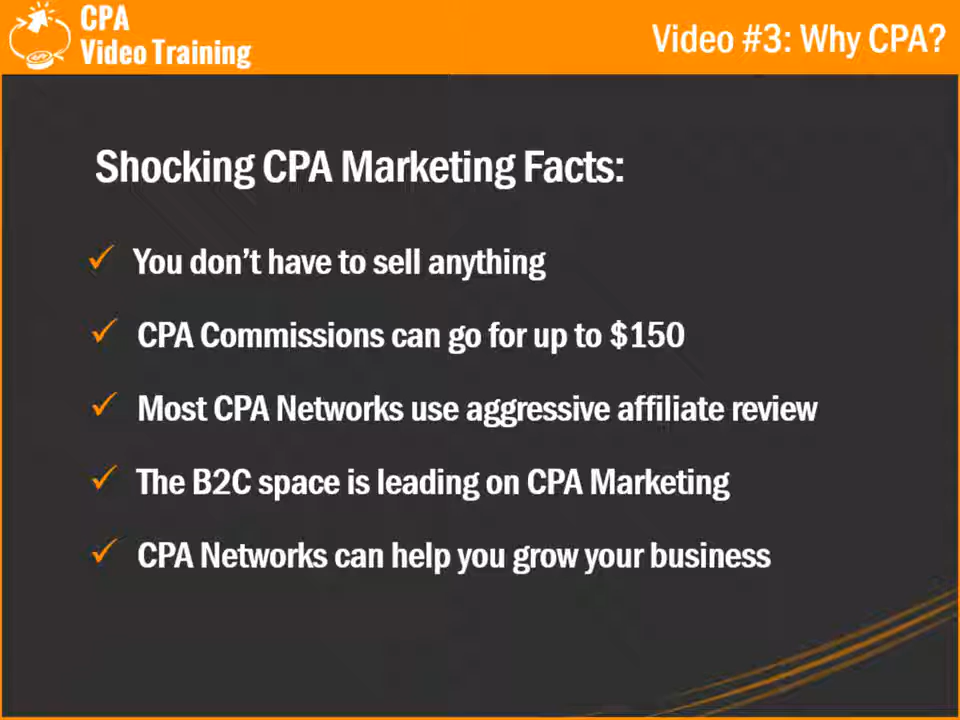 CPA
Video Training
Video #3: Why CPA?
Shocking CPA Marketing Facts:
You don't have to sell anything
CPA Commissions can go for up to $150
Most CPA Networks use aggressive affiliate review
The B2C space is leading on CPA Marketing
CPA Networks can help you grow your business